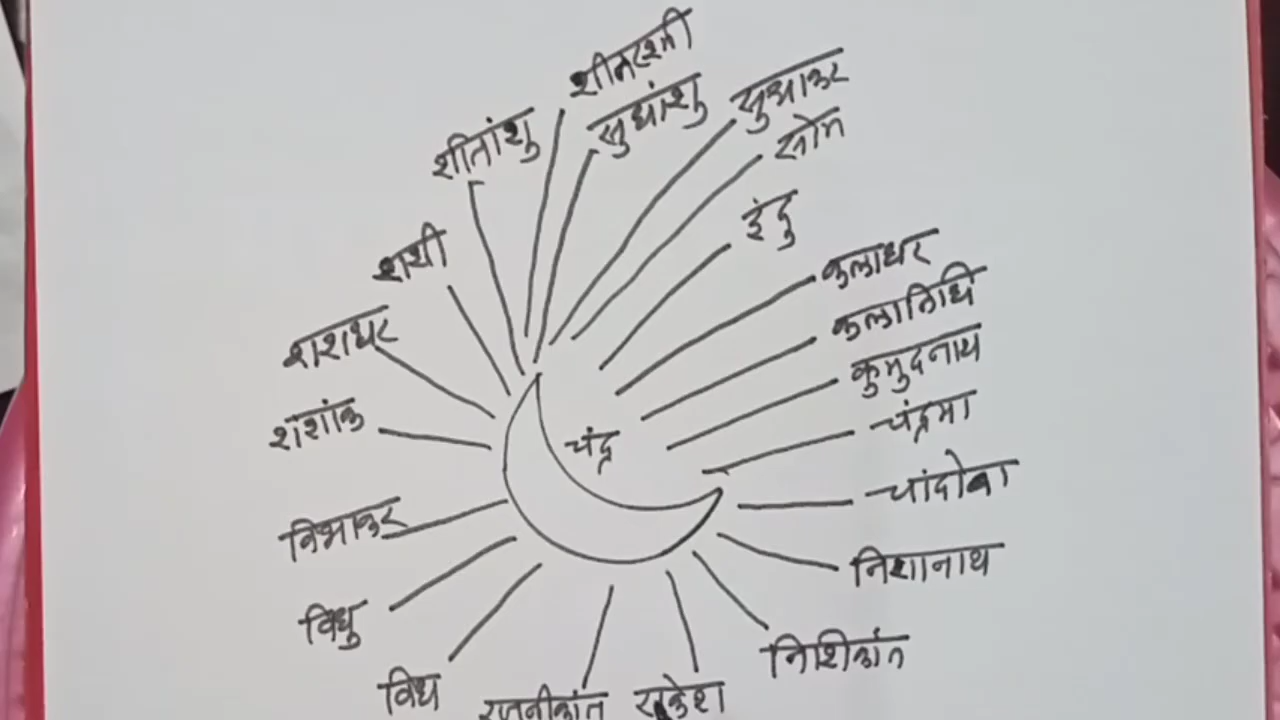 शीतरश्मी
सुधांशु
सुधाकर
सोम
शीतांशु
इंदु
शशी
कलाधर
कलानिधि
शशधर
कुमुदनाथ
चंद्रमा
शशांक
चंद्र
चांदोबा
विभाकर
निशानाथ
विधु
निशिकांत
विध
रजनीकांत
राकेश